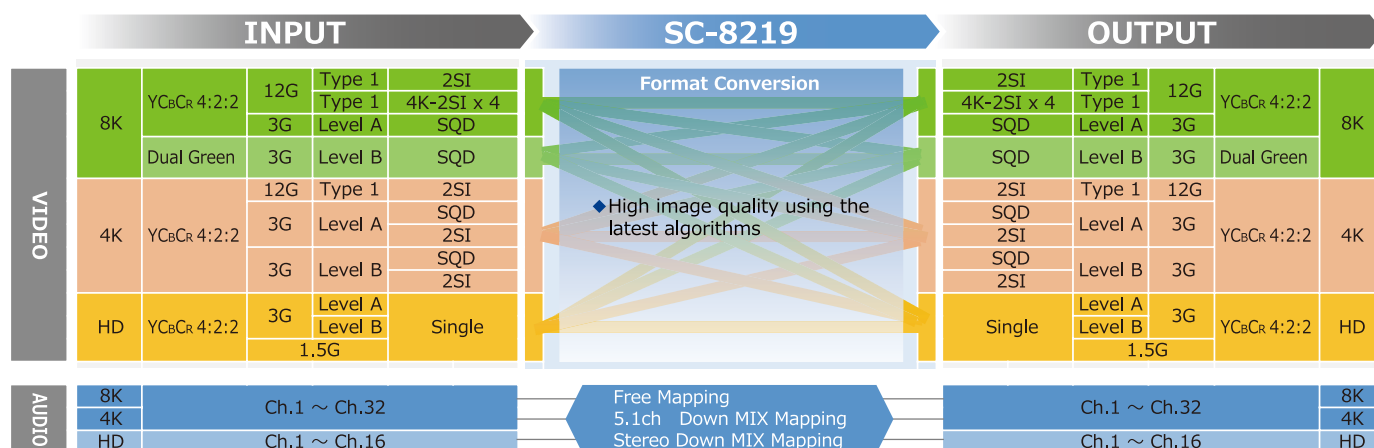 INPUT SC-8219 OUTPUT
VIDEO
8K YCBCR 4:2:2 12G Type 1 2SI
Type 1 4K-2SI x 4
3G Level A SQD
Dual Green 3G Level B SQD
4K YCBCR 4:2:2 12G Type 1 2SI
3G Level A SQD
2SI
3G Level B SQD
2SI
HD YCBCR 4:2:2 3G Level A Single
Level B
1.5G
Format Conversion
◆High image quality using the
latest algorithms
2SI Type 1 12G YCBCR 4:2:2 8K
4K-2SI x 4 Type 1
SQD Level A 3G
SQD Level B 3G Dual Green
2SI Type 1 12G YCBCR 4:2:2 4K
SQD Level A 3G
2SI
SQD Level B 3G
2SI
Single Level A 3G YCBCR 4:2:2 HD
Level B
1.5G
AUDIO
8K Ch.1 ～ Ch.32
4K
HD Ch.1 ～ Ch.16
Free Mapping
5.1ch Down MIX Mapping
Stereo Down MIX Mapping
Ch.1 ～ Ch.32 8K
4K
Ch.1 ～ Ch.16 HD